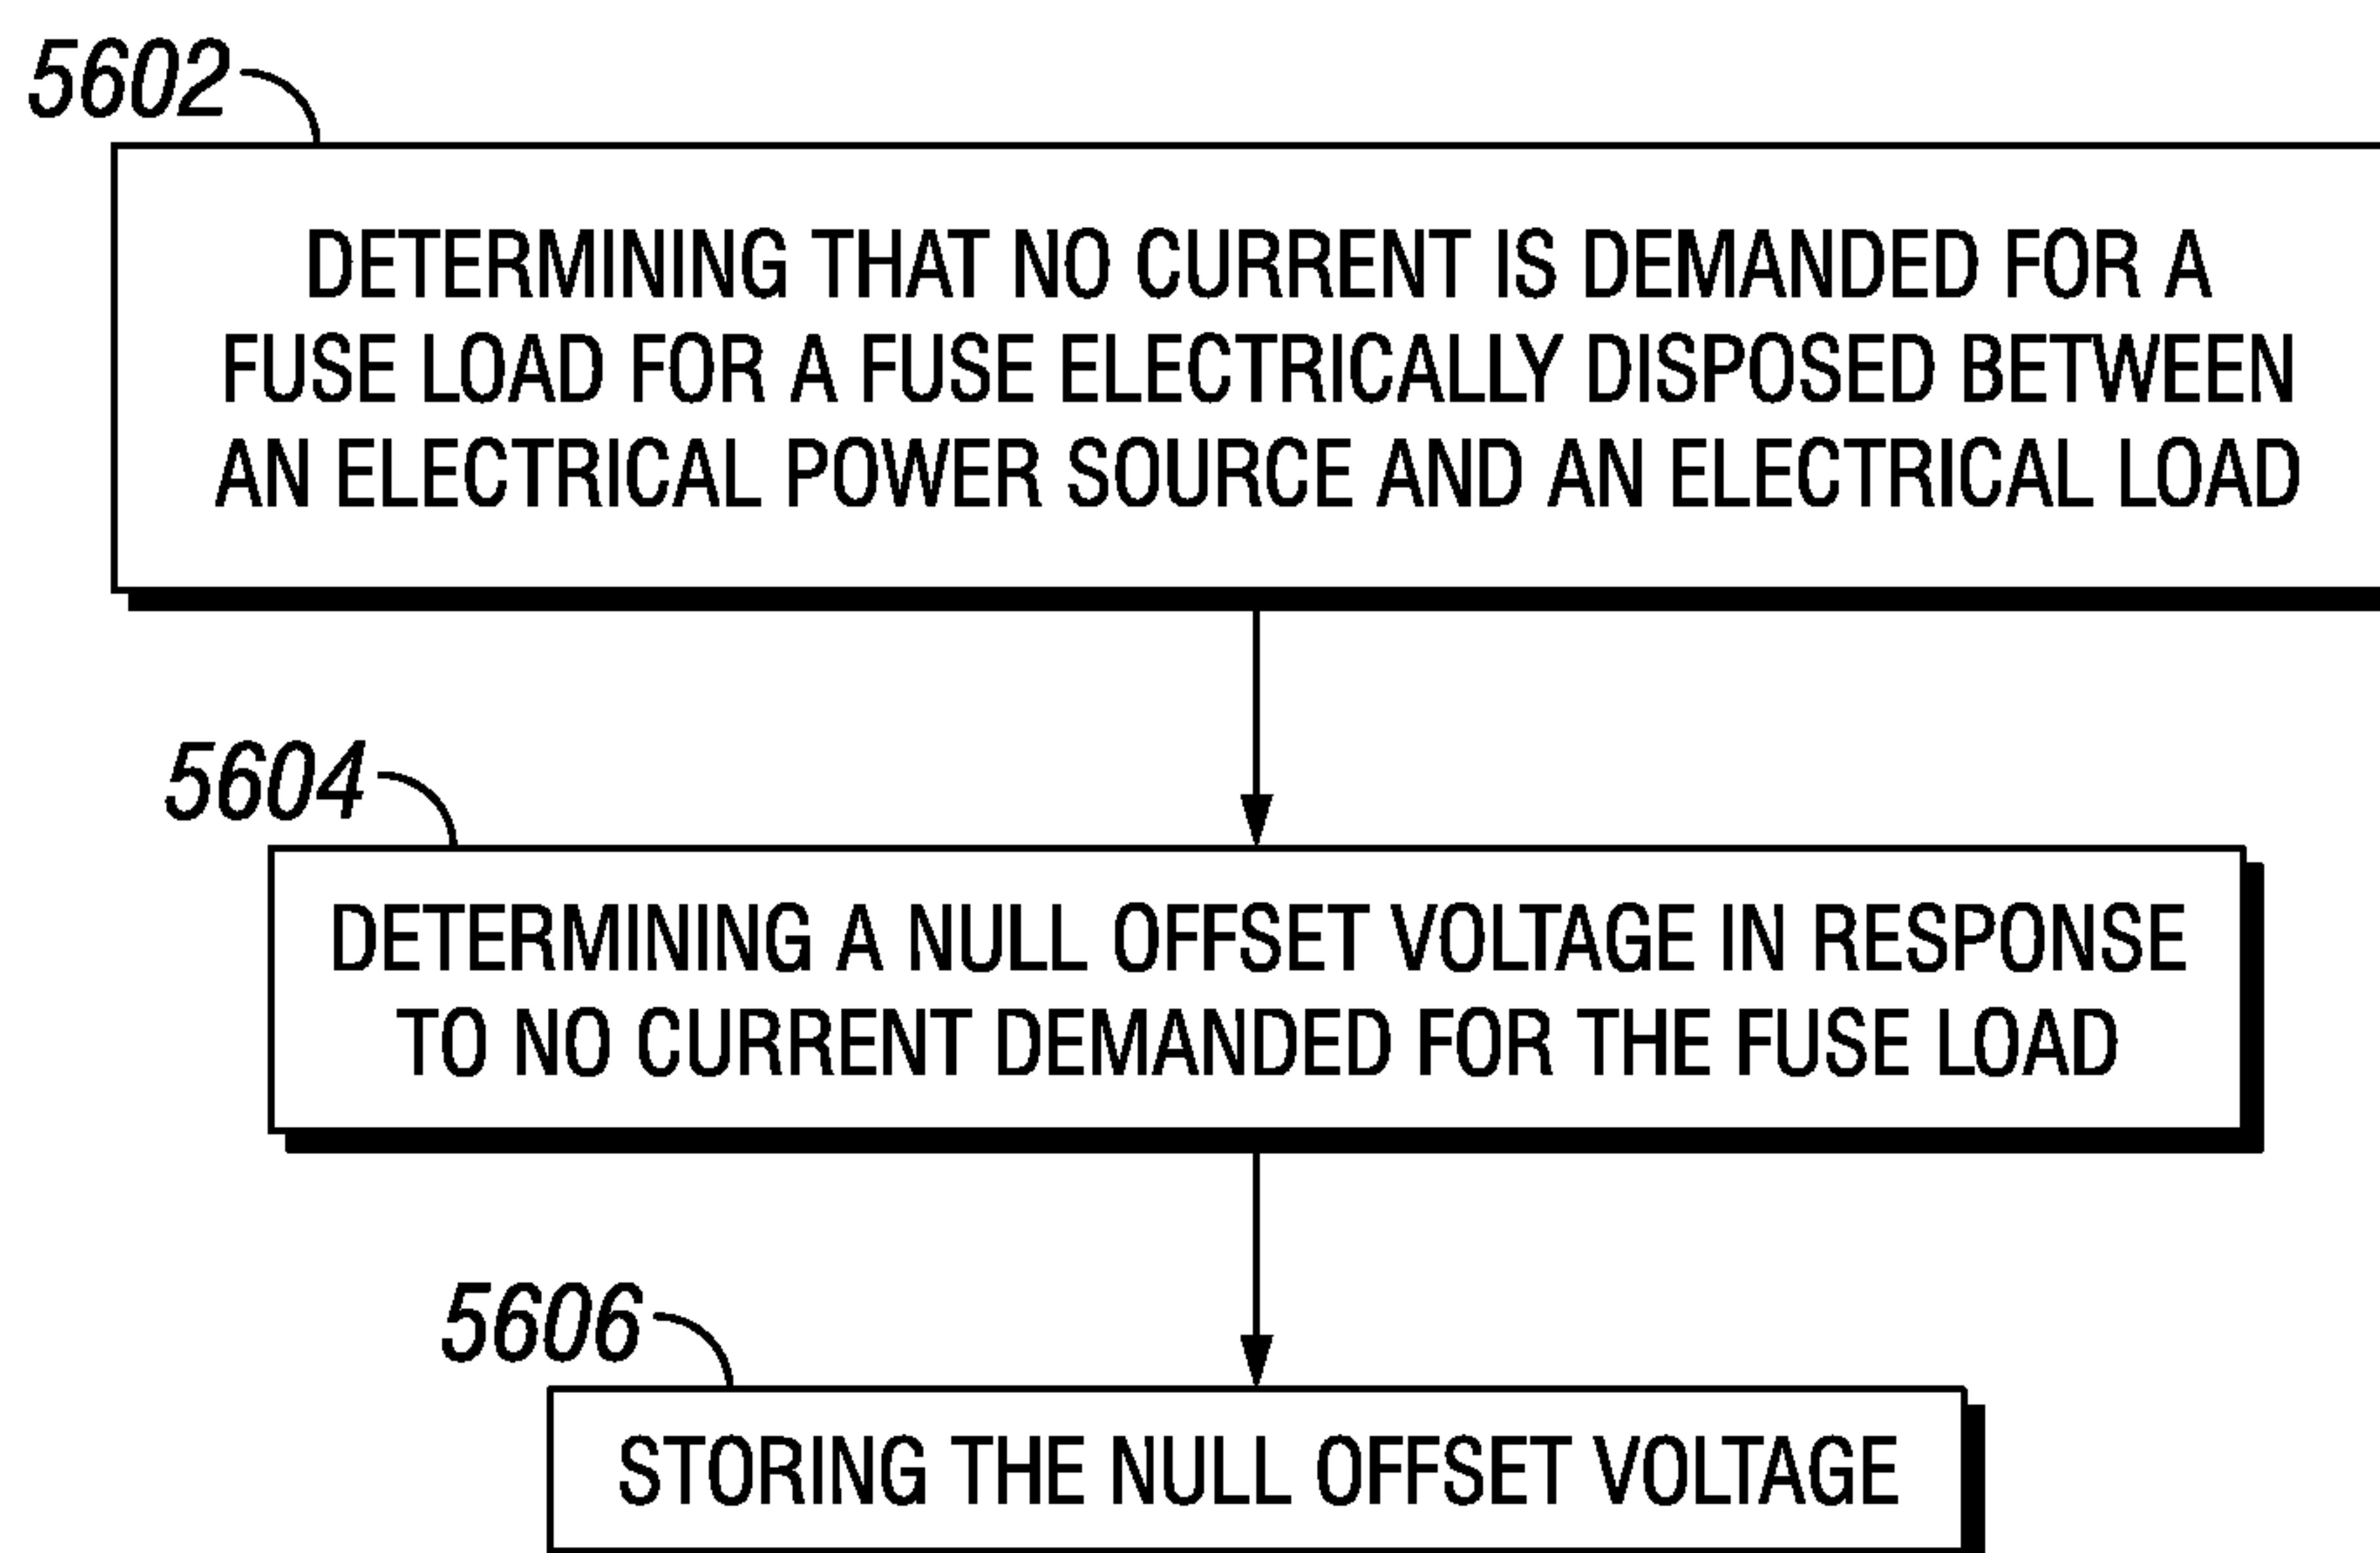 5602
DETERMINING THAT NO CURRENT IS DEMANDED FOR A
FUSE LOAD FOR A FUSE ELECTRICALLY DISPOSED BETWEEN
AN ELECTRICAL POWER SOURCE AND AN ELECTRICAL LOAD
5604
DETERMINING A NULL OFFSET VOLTAGE IN RESPONSE
TO NO CURRENT DEMANDED FOR THE FUSE LOAD
5606
STORING THE NULL OFFSET VOLTAGE